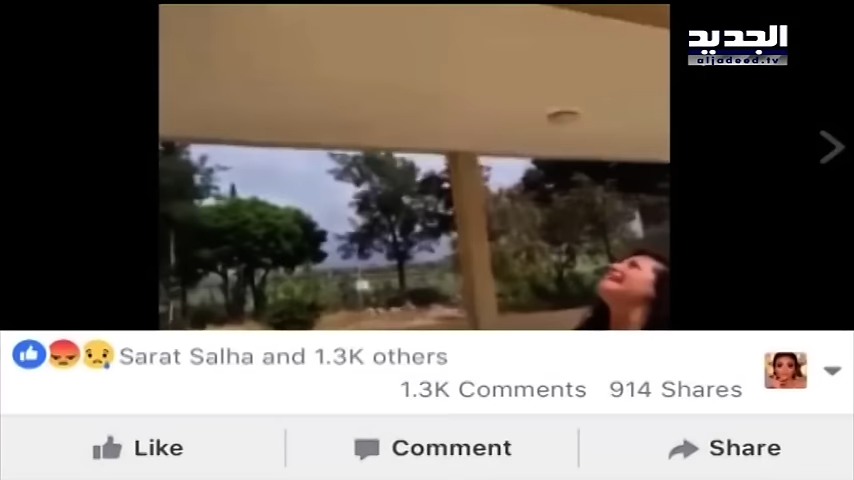 الجديد
aljadeed.tv
Sarat Salha and 1.3K others
1.3K Comments 914 Shares
Like Comment Share